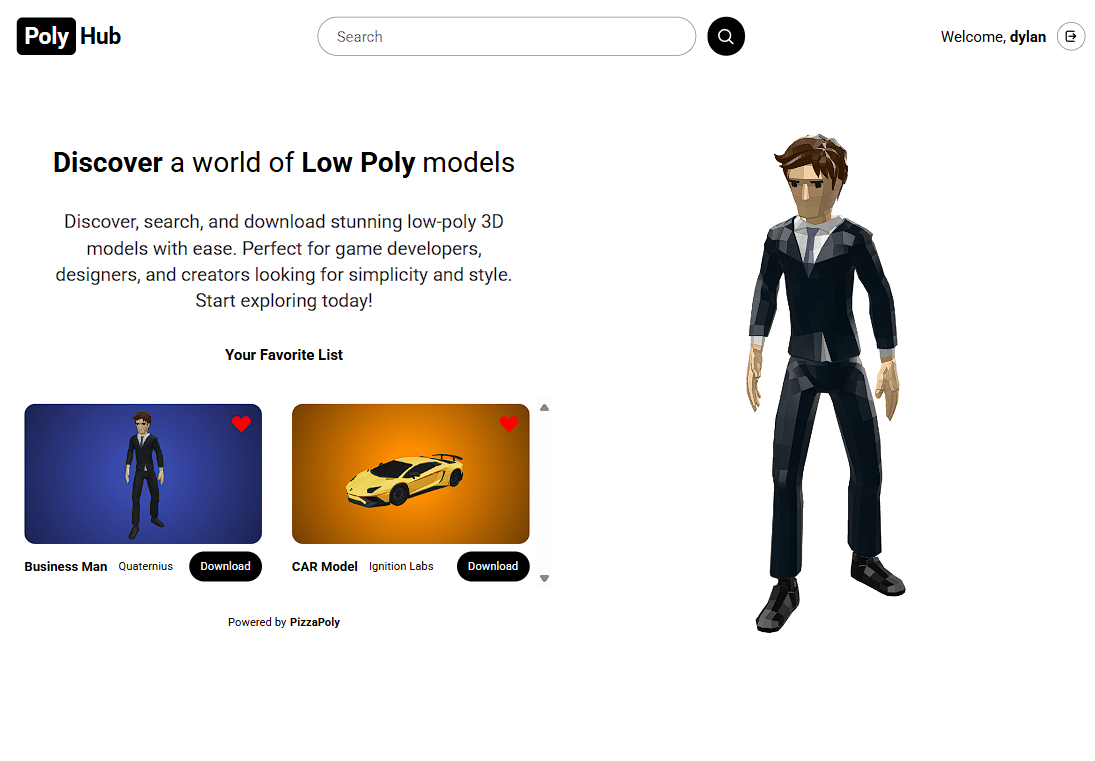 Poly Hub
Search
Welcome, dylan
Discover a world of Low Poly models
Discover, search, and download stunning low-poly 3D
models with ease. Perfect for game developers,
designers, and creators looking for simplicity and style.
Start exploring today!
Your Favorite List
Business Man Quaternius Download
CAR Model Ignition Labs Download
Powered by PizzaPoly